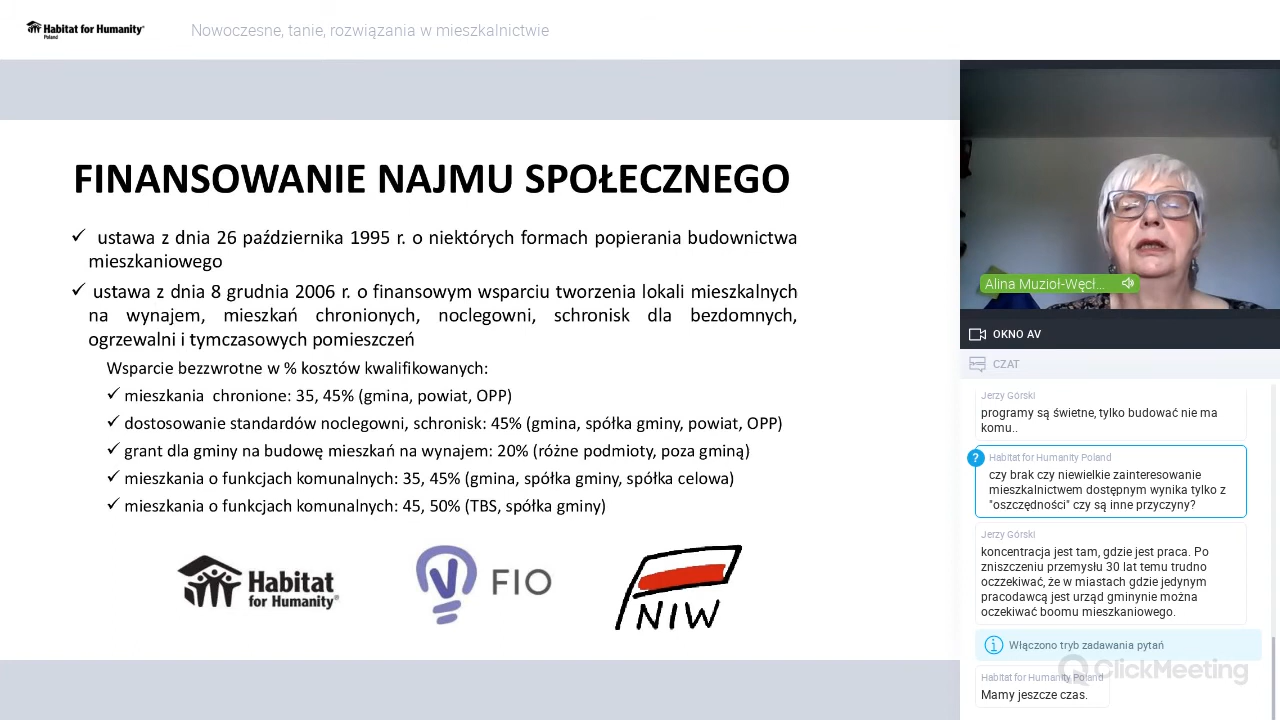 Habitat for Humanity®
Poland
Nowoczesne, tanie, rozwiązania w mieszkalnictwie
FINANSOWANIE NAJMU SPOŁECZNEGO
✓ ustawa z dnia 26 października 1995 r. o niektórych formach popierania budownictwa
mieszkaniowego
✓ ustawa z dnia 8 grudnia 2006 r. o finansowym wsparciu tworzenia lokali mieszkalnych
na wynajem, mieszkań chronionych, noclegowni, schronisk dla bezdomnych,
ogrzewalni i tymczasowych pomieszczeń
Wsparcie bezzwrotne w % kosztów kwalifikowanych:
✓ mieszkania chronione: 35, 45% (gmina, powiat, OPP)
✓ dostosowanie standardów noclegowni, schronisk: 45% (gmina, spółka gminy, powiat, OPP)
✓ grant dla gminy na budowę mieszkań na wynajem: 20% (różne podmioty, poza gminą)
✓ mieszkania o funkcjach komunalnych: 35, 45% (gmina, spółka gminy, spółka celowa)
✓ mieszkania o funkcjach komunalnych: 45, 50% (TBS, spółka gminy)
Habitat
for Humanity®
FIO
NIW
Alina Muzioł-Węcł...
OKNO AV
CZAT
Jerzy Górski
programy są świetne, tylko budować nie ma
komu..
?
Habitat for Humanity Poland
czy brak czy niewielkie zainteresowanie
mieszkalnictwem dostępnym wynika tylko z
"oszczędności" czy są inne przyczyny?
Jerzy Górski
koncentracja jest tam, gdzie jest praca. Po
zniszczeniu przemysłu 30 lat temu trudno
oczzekiwać, że w miastach gdzie jedynym
pracodawcą jest urząd gminynie można
oczekiwać boomu mieszkaniowego.
Włączono tryb zadawania pytań
ClickMeeting
Habitat for Humanity Poland
Mamy jeszcze czas.